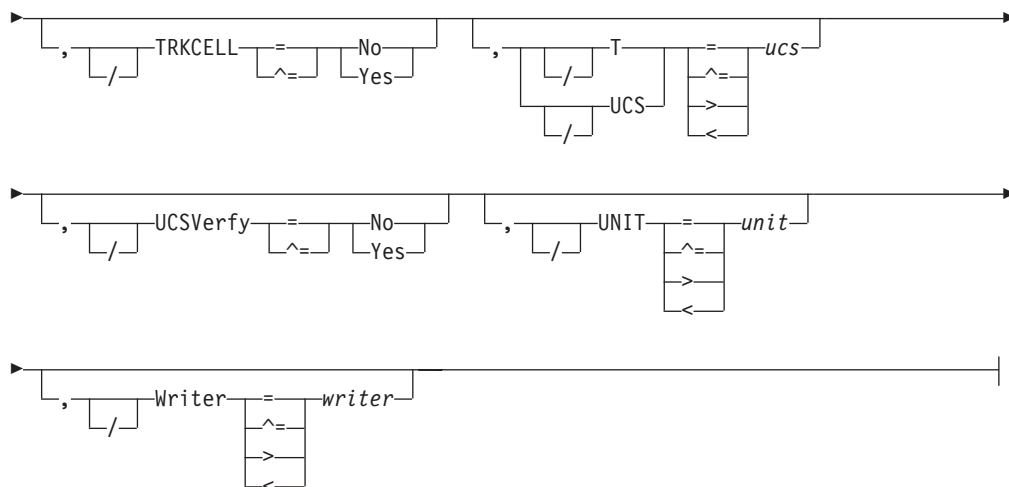 , / TRKCELL = No , / T = ucs
^= Yes ^=
/ UCS >
<
, / UCSVerfy = No , / UNIT = unit
^= Yes ^=
>
<
, / Writer = writer
^=
>
<